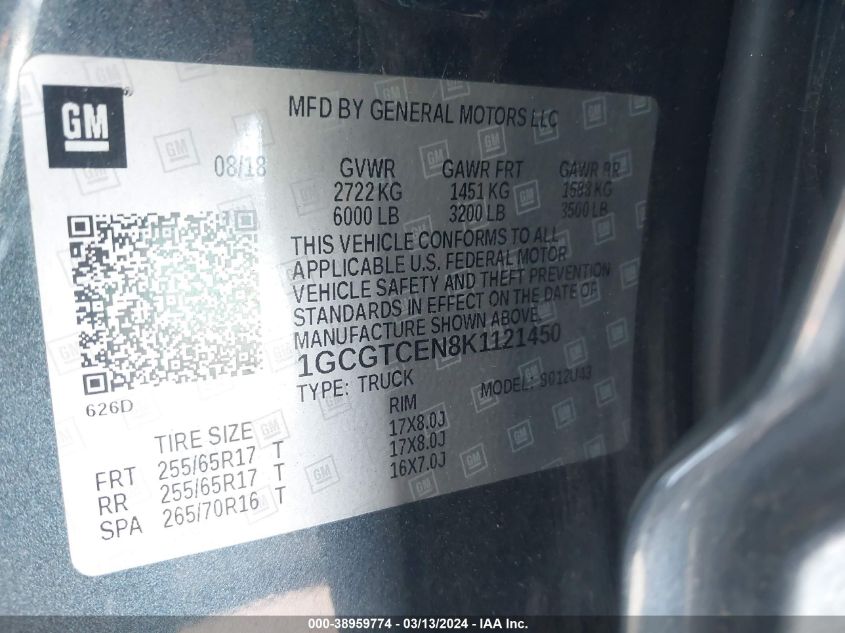 GM
MFD BY GENERAL MOTORS LLC
08/18 GVWR GAWR FRT GAWR RR
2722 KG 1451 KG 1588 KG
6000 LB 3200 LB 3500 LB
THIS VEHICLE CONFORMS TO ALL
APPLICABLE U.S. FEDERAL MOTOR
VEHICLE SAFETY AND THEFT PREVENTION
STANDARDS IN EFFECT ON THE DATE OF
MANUFACTURE SHOWN ABOVE.
1GCGTCEN8K1121450
TYPE: TRUCK MODEL: S012U43
626D
TIRE SIZE RIM
FRT 255/65R17 T 17X8.0J
RR 255/65R17 T 17X8.0J
SPA 265/70R16 T 16X7.0J
000-38959774 - 03/13/2024 - IAAI.com